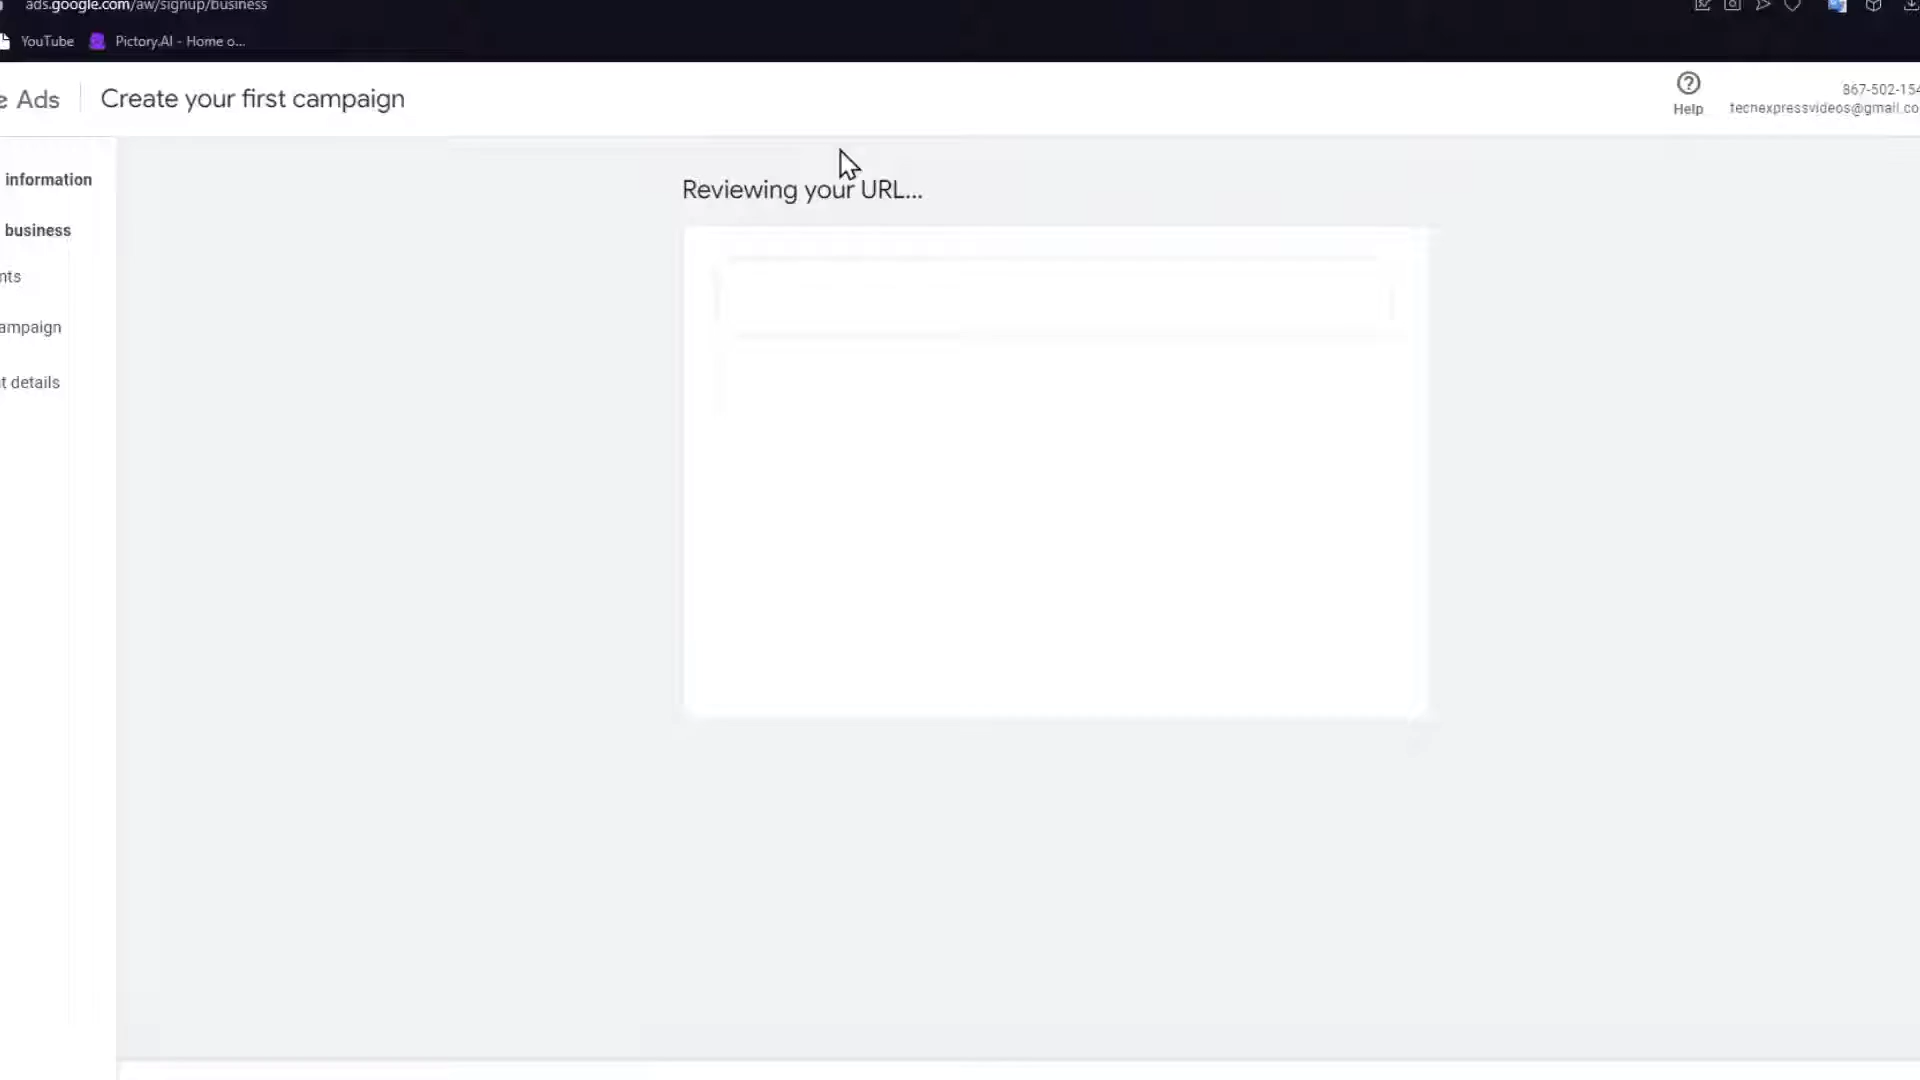 ads.google.com/aw/signup/business
YouTube Pictory.AI - Home o...
e Ads Create your first campaign
Help
867-502-154
tecnexpressvideos@gmail.co
information
business
nts
ampaign
t details
Reviewing your URL...